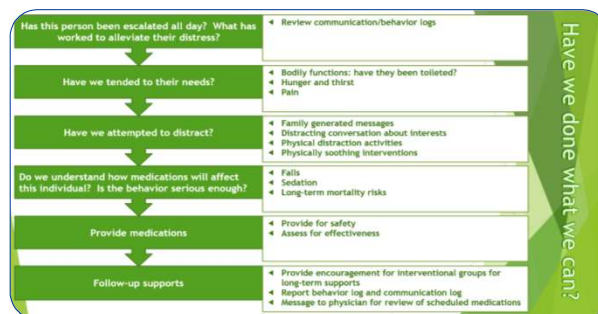 Has this person been escalated all day? What has
worked to alleviate their distress?
Review communication/behavior logs
Have we tended to their needs?
Bodily functions: have they been toileted?
Hunger and thirst
Pain
Have we attempted to distract?
Family generated messages
Distracting conversation about interests
Physical distraction activities
Physically soothing interventions
Do we understand how medications will affect
this individual? Is the behavior serious enough?
Falls
Sedation
Long-term mortality risks
Provide medications
Provide for safety
Assess for effectiveness
Follow-up supports
Provide encouragement for interventional groups for
long-term supports
Report behavior log and communication log
Message to physician for review of scheduled medications
Have we done what we can?